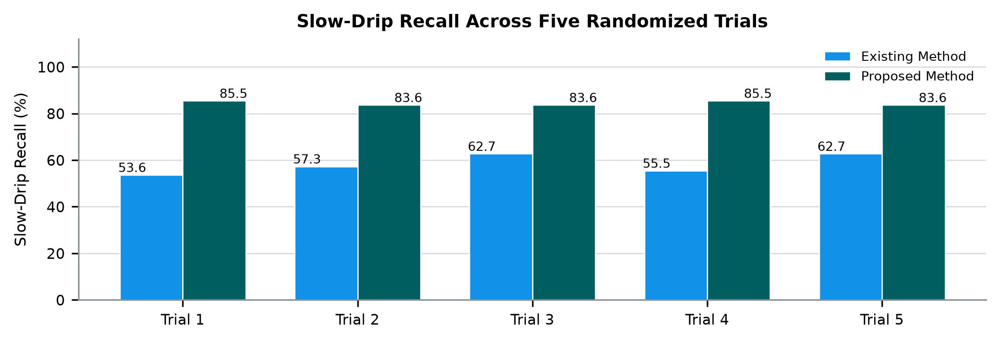 Slow-Drip Recall Across Five Randomized Trials
Existing Method
Proposed Method
Slow-Drip Recall (%)
100
80
60
40
20
0
53.6
85.5
57.3
83.6
62.7
83.6
55.5
85.5
62.7
83.6
Trial 1
Trial 2
Trial 3
Trial 4
Trial 5